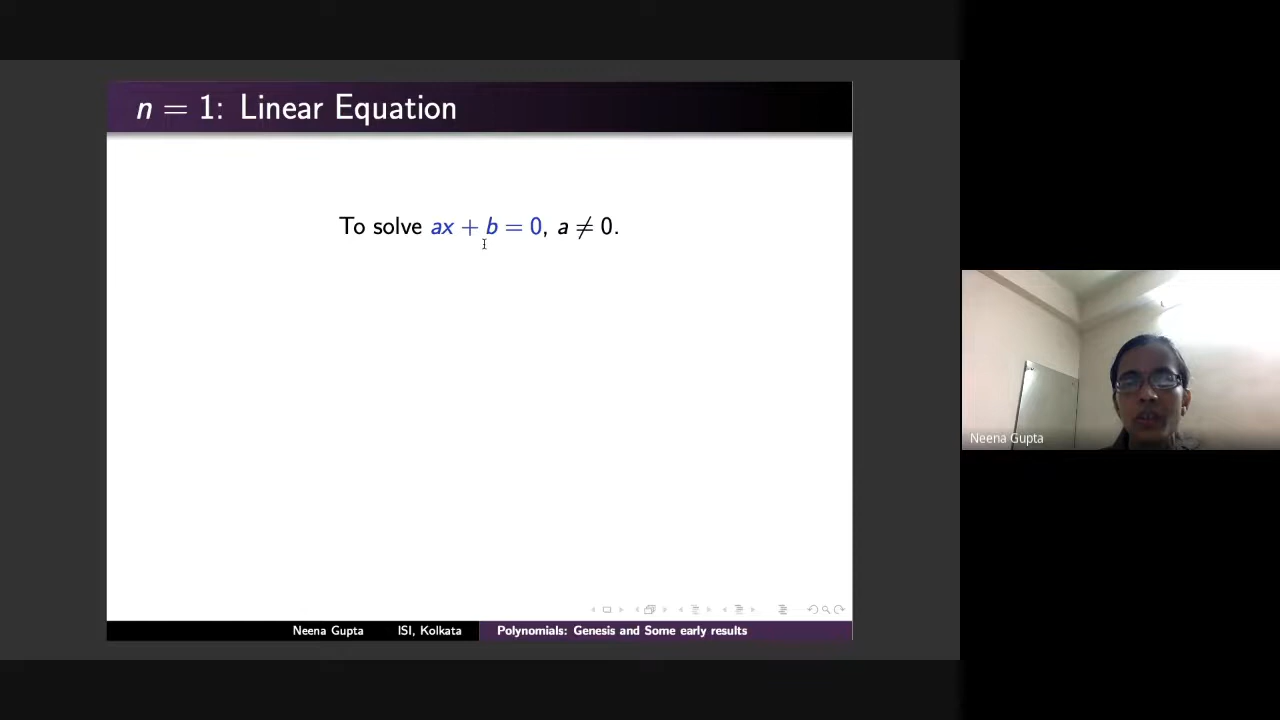 n = 1: Linear Equation
To solve ax + b = 0, a ≠ 0.
Neena Gupta
Neena Gupta ISI, Kolkata Polynomials: Genesis and Some early results